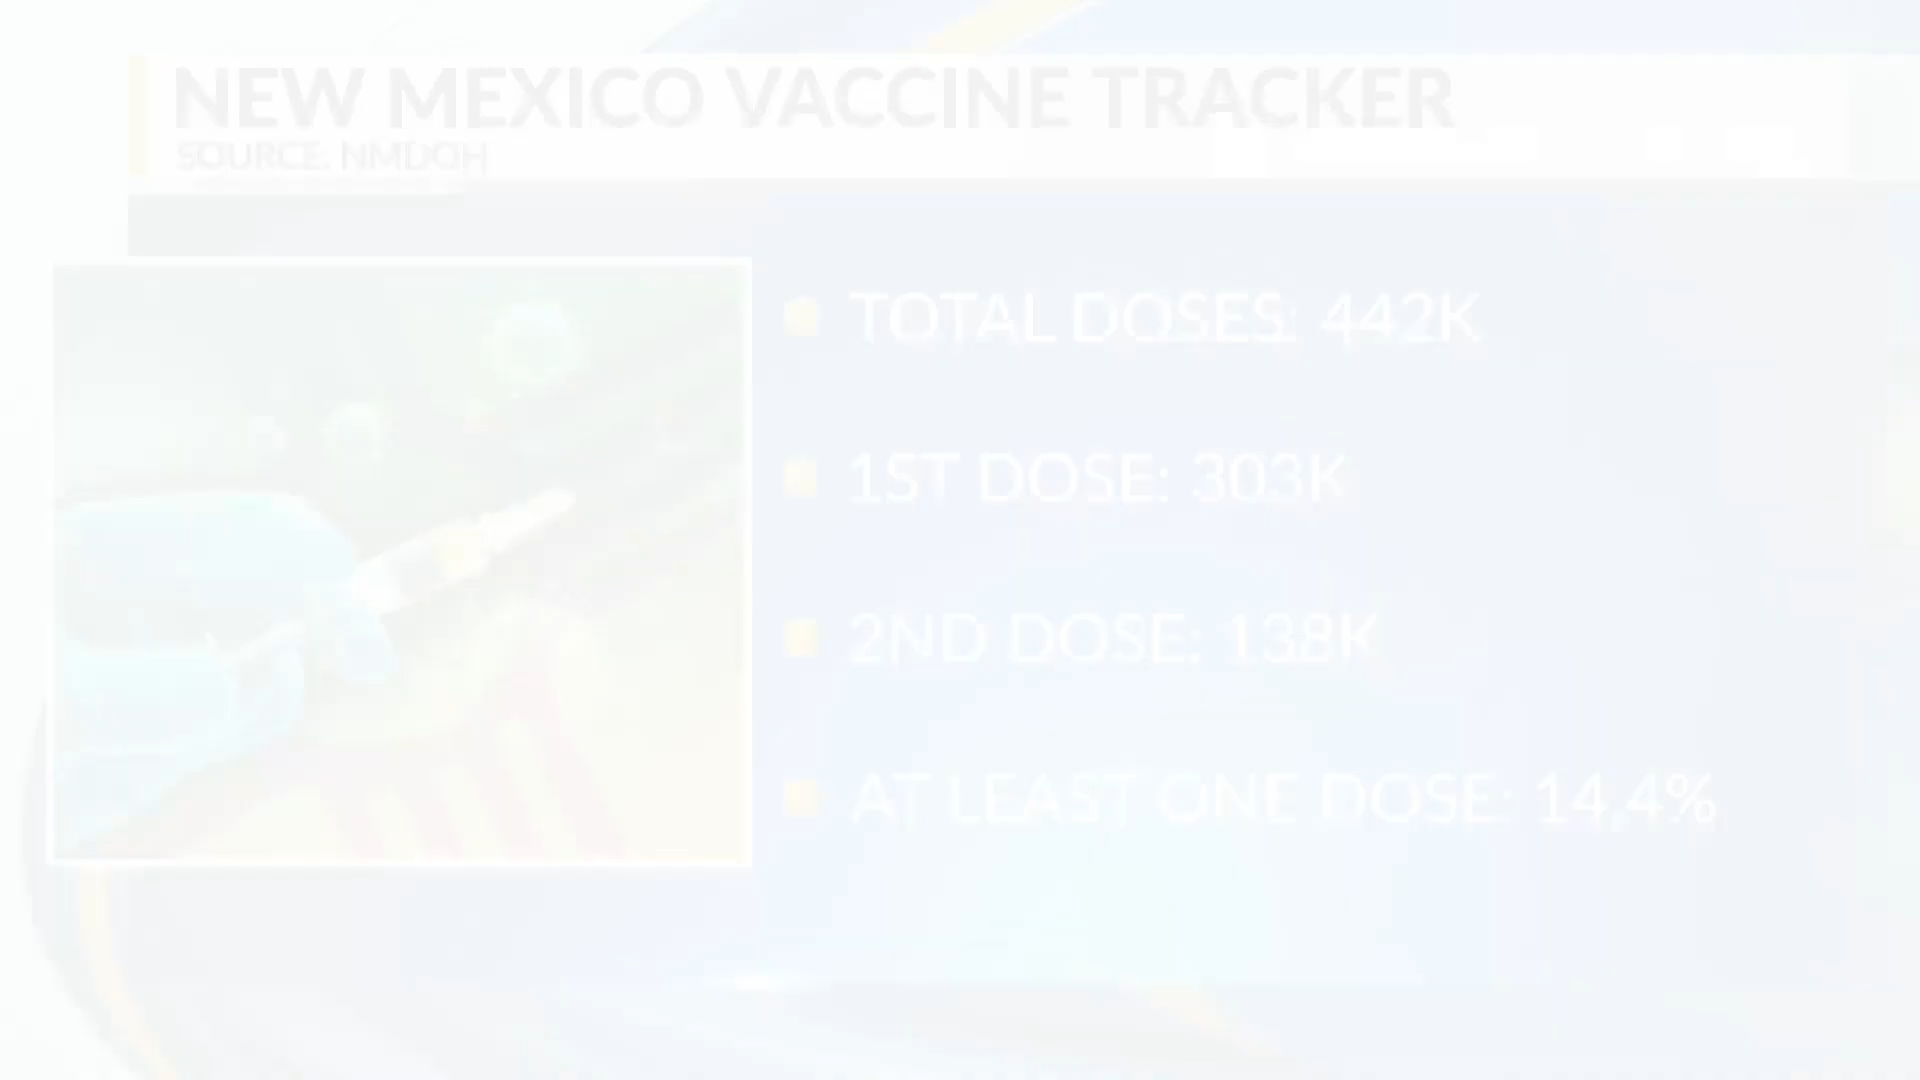 NEW MEXICO VACCINE TRACKER
SOURCE: NMDOH
TOTAL DOSES: 442K
1ST DOSE: 303K
2ND DOSE: 138K
AT LEAST ONE DOSE: 14.4%